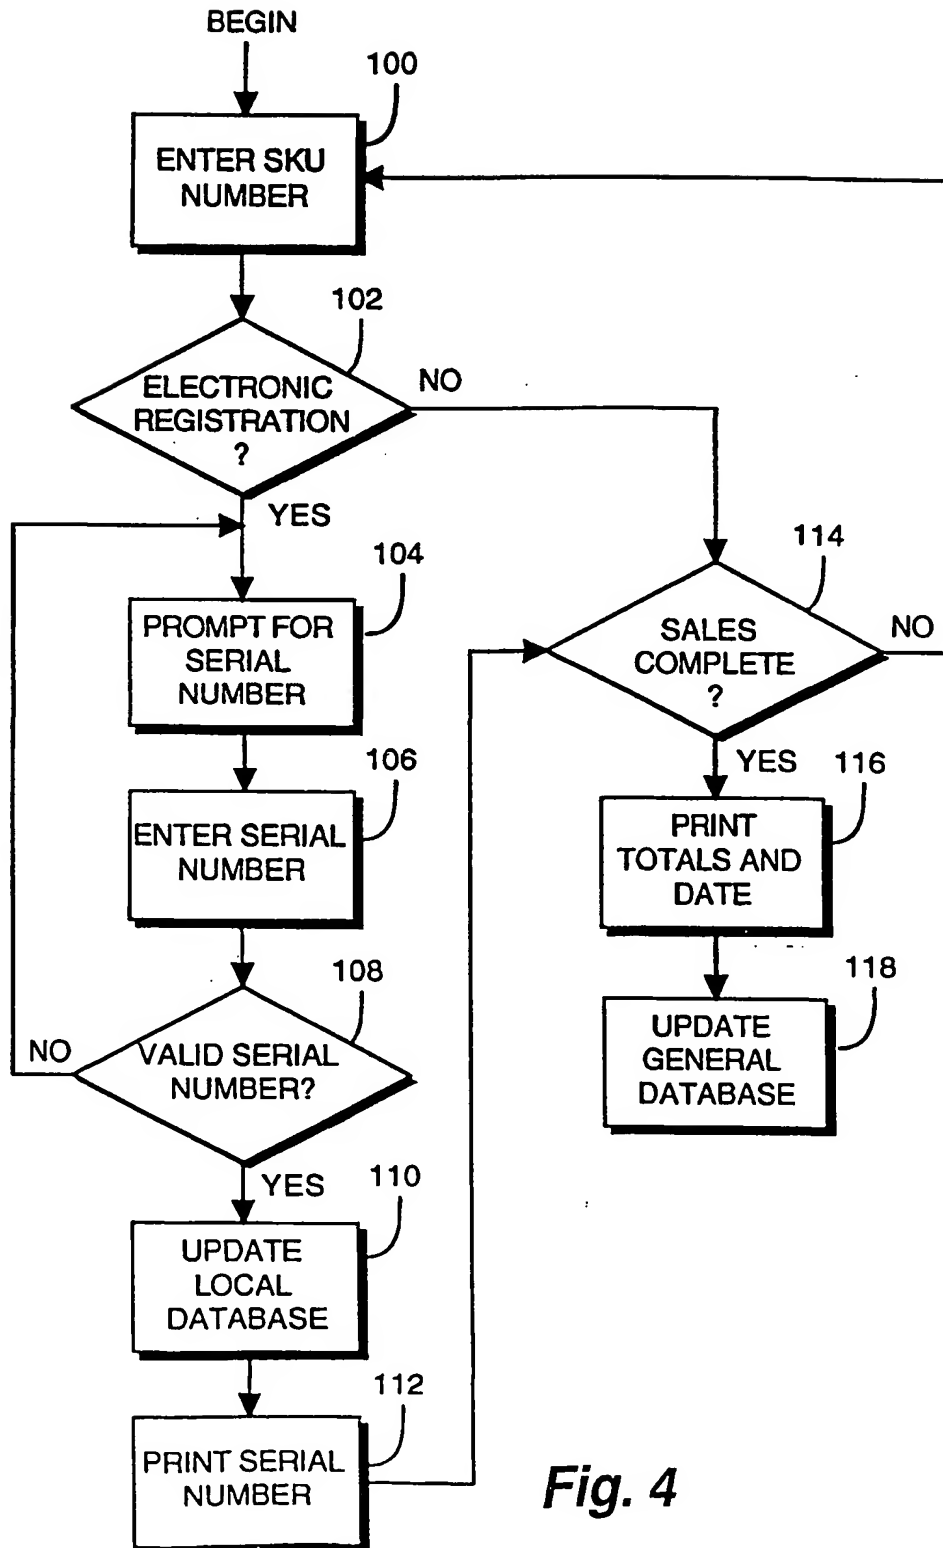 BEGIN
100
ENTER SKU
NUMBER
102
ELECTRONIC
REGISTRATION
?
NO
YES
104
PROMPT FOR
SERIAL
NUMBER
106
ENTER SERIAL
NUMBER
108
VALID SERIAL
NUMBER?
NO
YES
110
UPDATE
LOCAL
DATABASE
112
PRINT SERIAL
NUMBER
114
SALES
COMPLETE
?
NO
YES
116
PRINT
TOTALS AND
DATE
118
UPDATE
GENERAL
DATABASE
Fig. 4